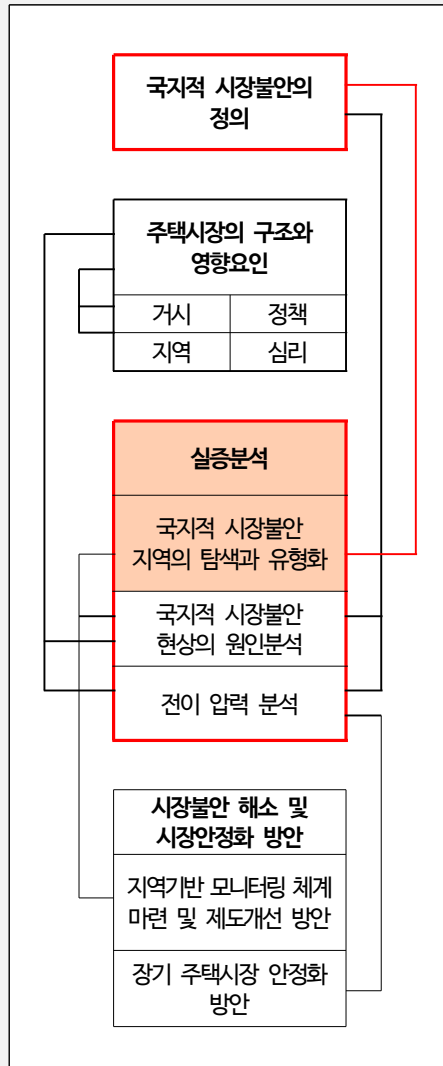 국지적 시장불안의
정의
주택시장의 구조와
영향요인
거시 정책
지역 심리
실증분석
국지적 시장불안
지역의 탐색과 유형화
국지적 시장불안
현상의 원인분석
전이 압력 분석
시장불안 해소 및
시장안정화 방안
지역기반 모니터링 체계
마련 및 제도개선 방안
장기 주택시장 안정화
방안